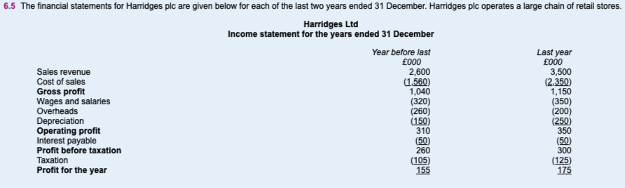 6.5 The financial statements for Harridges plc are given below for each of the last two years ended 31 December. Harridges plc operates a large chain of retail stores.
Harridges Ltd
Income statement for the years ended 31 December
Year before last Last year
£000 £000
Sales revenue 2,600 3,500
Cost of sales (1,560) (2,350)
Gross profit 1,040 1,150
Wages and salaries (320) (350)
Overheads (260) (200)
Depreciation (150) (250)
Operating profit 310 350
Interest payable (50) (50)
Profit before taxation 260 300
Taxation (105) (125)
Profit for the year 155 175